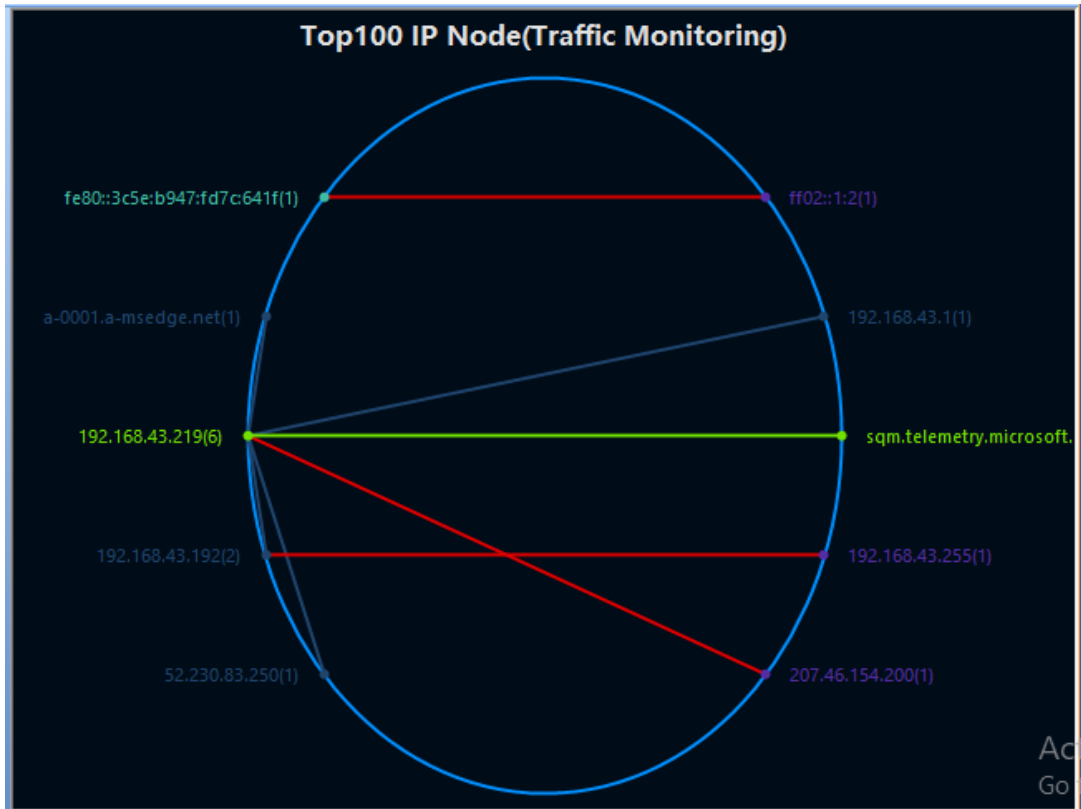 Top100 IP Node(Traffic Monitoring)
fe80::3c5e:b947:fd7c:641f(1)
ff02::1:2(1)
a-0001.a-msedge.net(1)
192.168.43.1(1)
192.168.43.219(6)
sqm.telemetry.microsoft.
192.168.43.192(2)
192.168.43.255(1)
52.230.83.250(1)
207.46.154.200(1)
Go